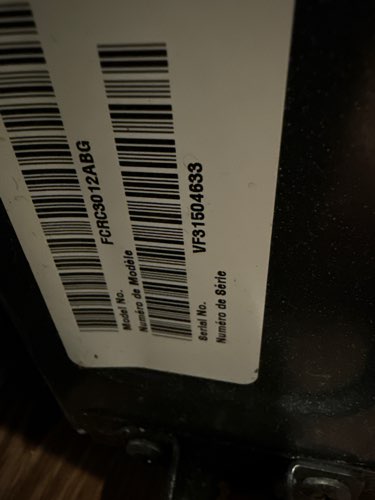 FCRC3012ABG
Model No.
Numéro de Modèle
VF31504633
Serial No.
Numéro de Série